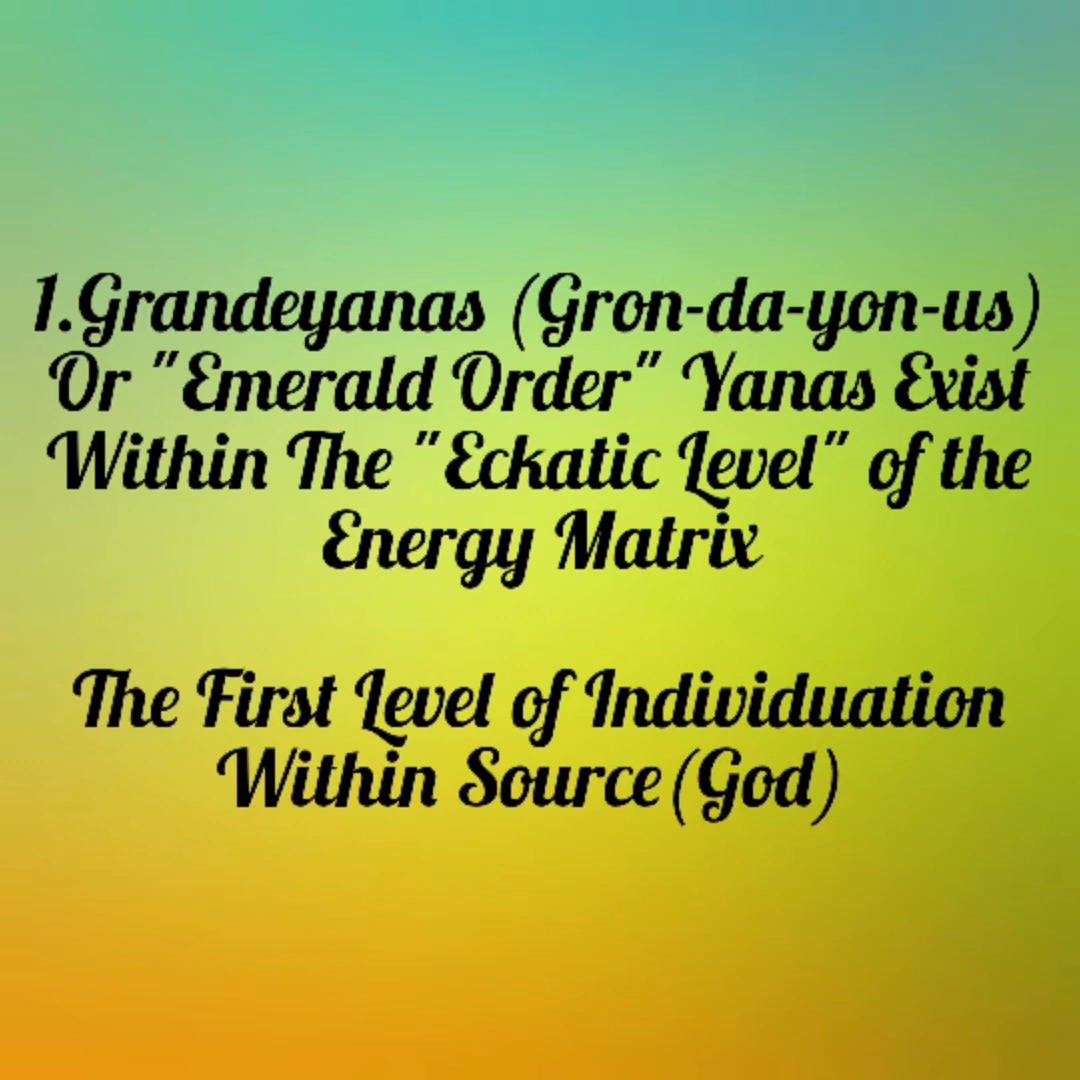 1.Grandeyanas (Gron-da-yon-us)
Or "Emerald Order" Yanas Exist
Within The "Eckatic Level" of the
Energy Matrix
The First Level of Individuation
Within Source(God)